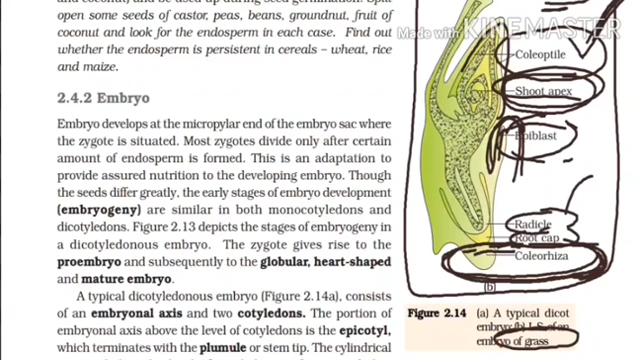 and coconut) and be used up during seed germination. Split
open some seeds of castor, peas, beans, groundnut, fruit of
coconut and look for the endosperm in each case. Find out
whether the endosperm is persistent in cereals – wheat, rice
and maize.
2.4.2 Embryo
Embryo develops at the micropylar end of the embryo sac where
the zygote is situated. Most zygotes divide only after certain
amount of endosperm is formed. This is an adaptation to
provide assured nutrition to the developing embryo. Though
the seeds differ greatly, the early stages of embryo development
(embryogeny) are similar in both monocotyledons and
dicotyledons. Figure 2.13 depicts the stages of embryogeny in
a dicotyledonous embryo. The zygote gives rise to the
proembryo and subsequently to the globular, heart-shaped
and mature embryo.
A typical dicotyledonous embryo (Figure 2.14a), consists
of an embryonal axis and two cotyledons. The portion of
embryonal axis above the level of cotyledons is the epicotyl,
which terminates with the plumule or stem tip. The cylindrical
Made with KINEMASTER
Coleoptile
Shoot apex
Epiblast
Radicle
Root cap
Coleorhiza
(b)
Figure 2.14 (a) A typical dicot
embryo; (b) L.S. of an
embryo of grass